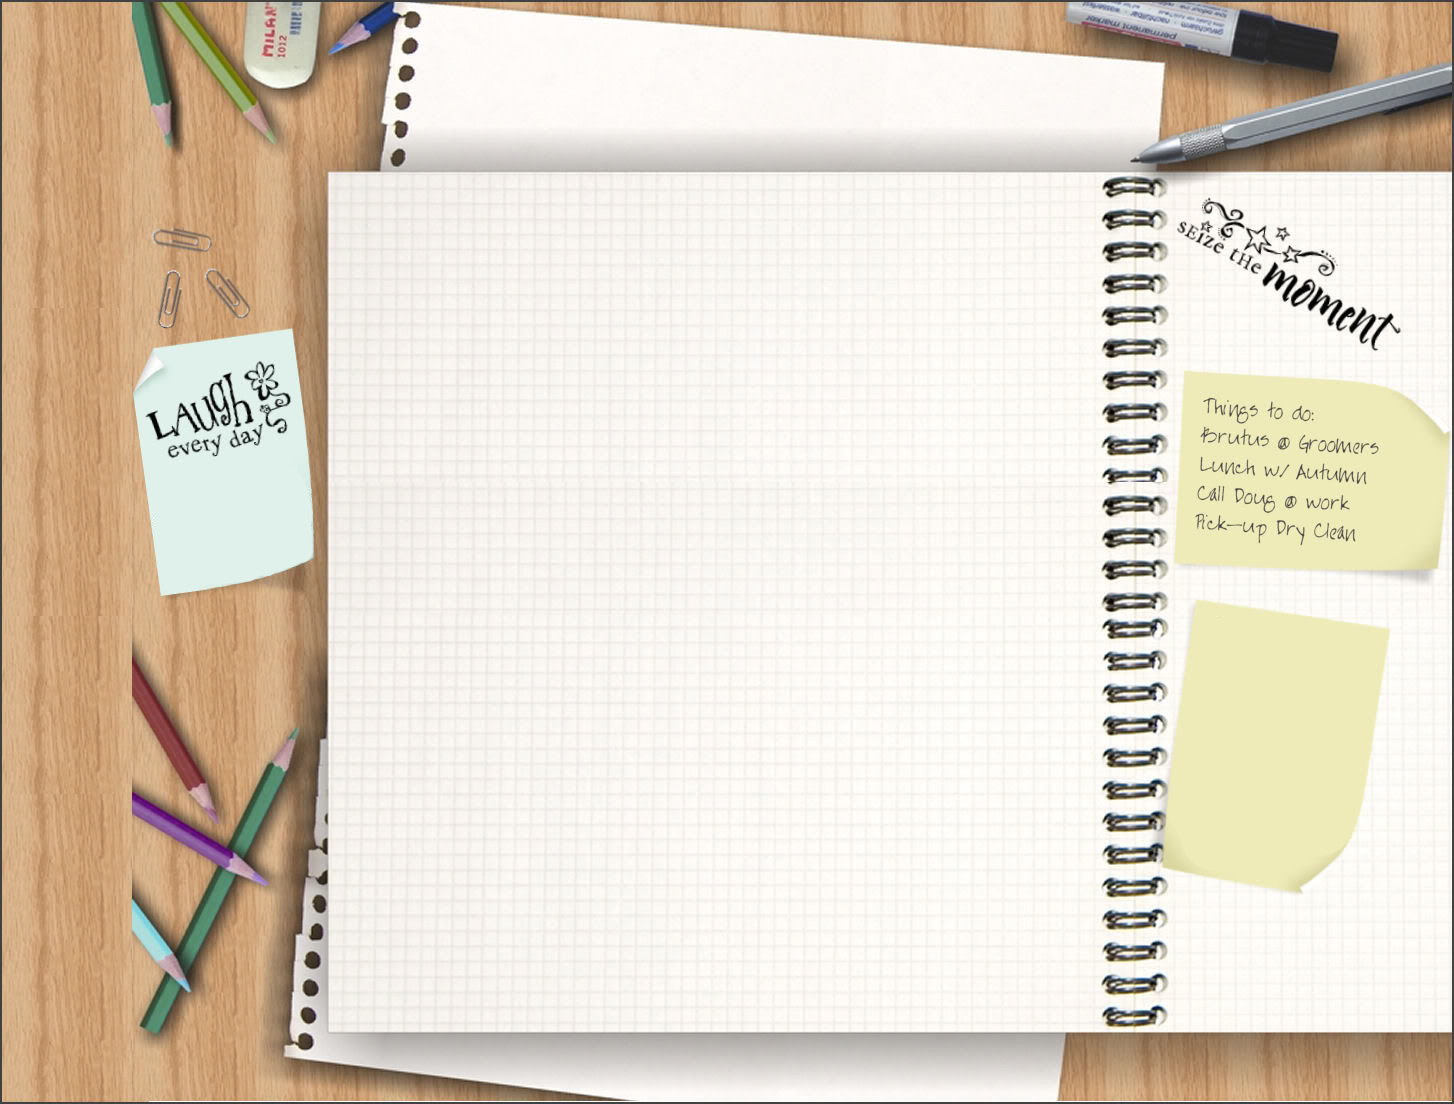 MILAN
1012
permanent marker
sEize tHe moment
LAugh
every day
Things to do:
Brutus @ Groomers
Lunch w/ Autumn
Call Doug @ work
Pick-up Dry Clean